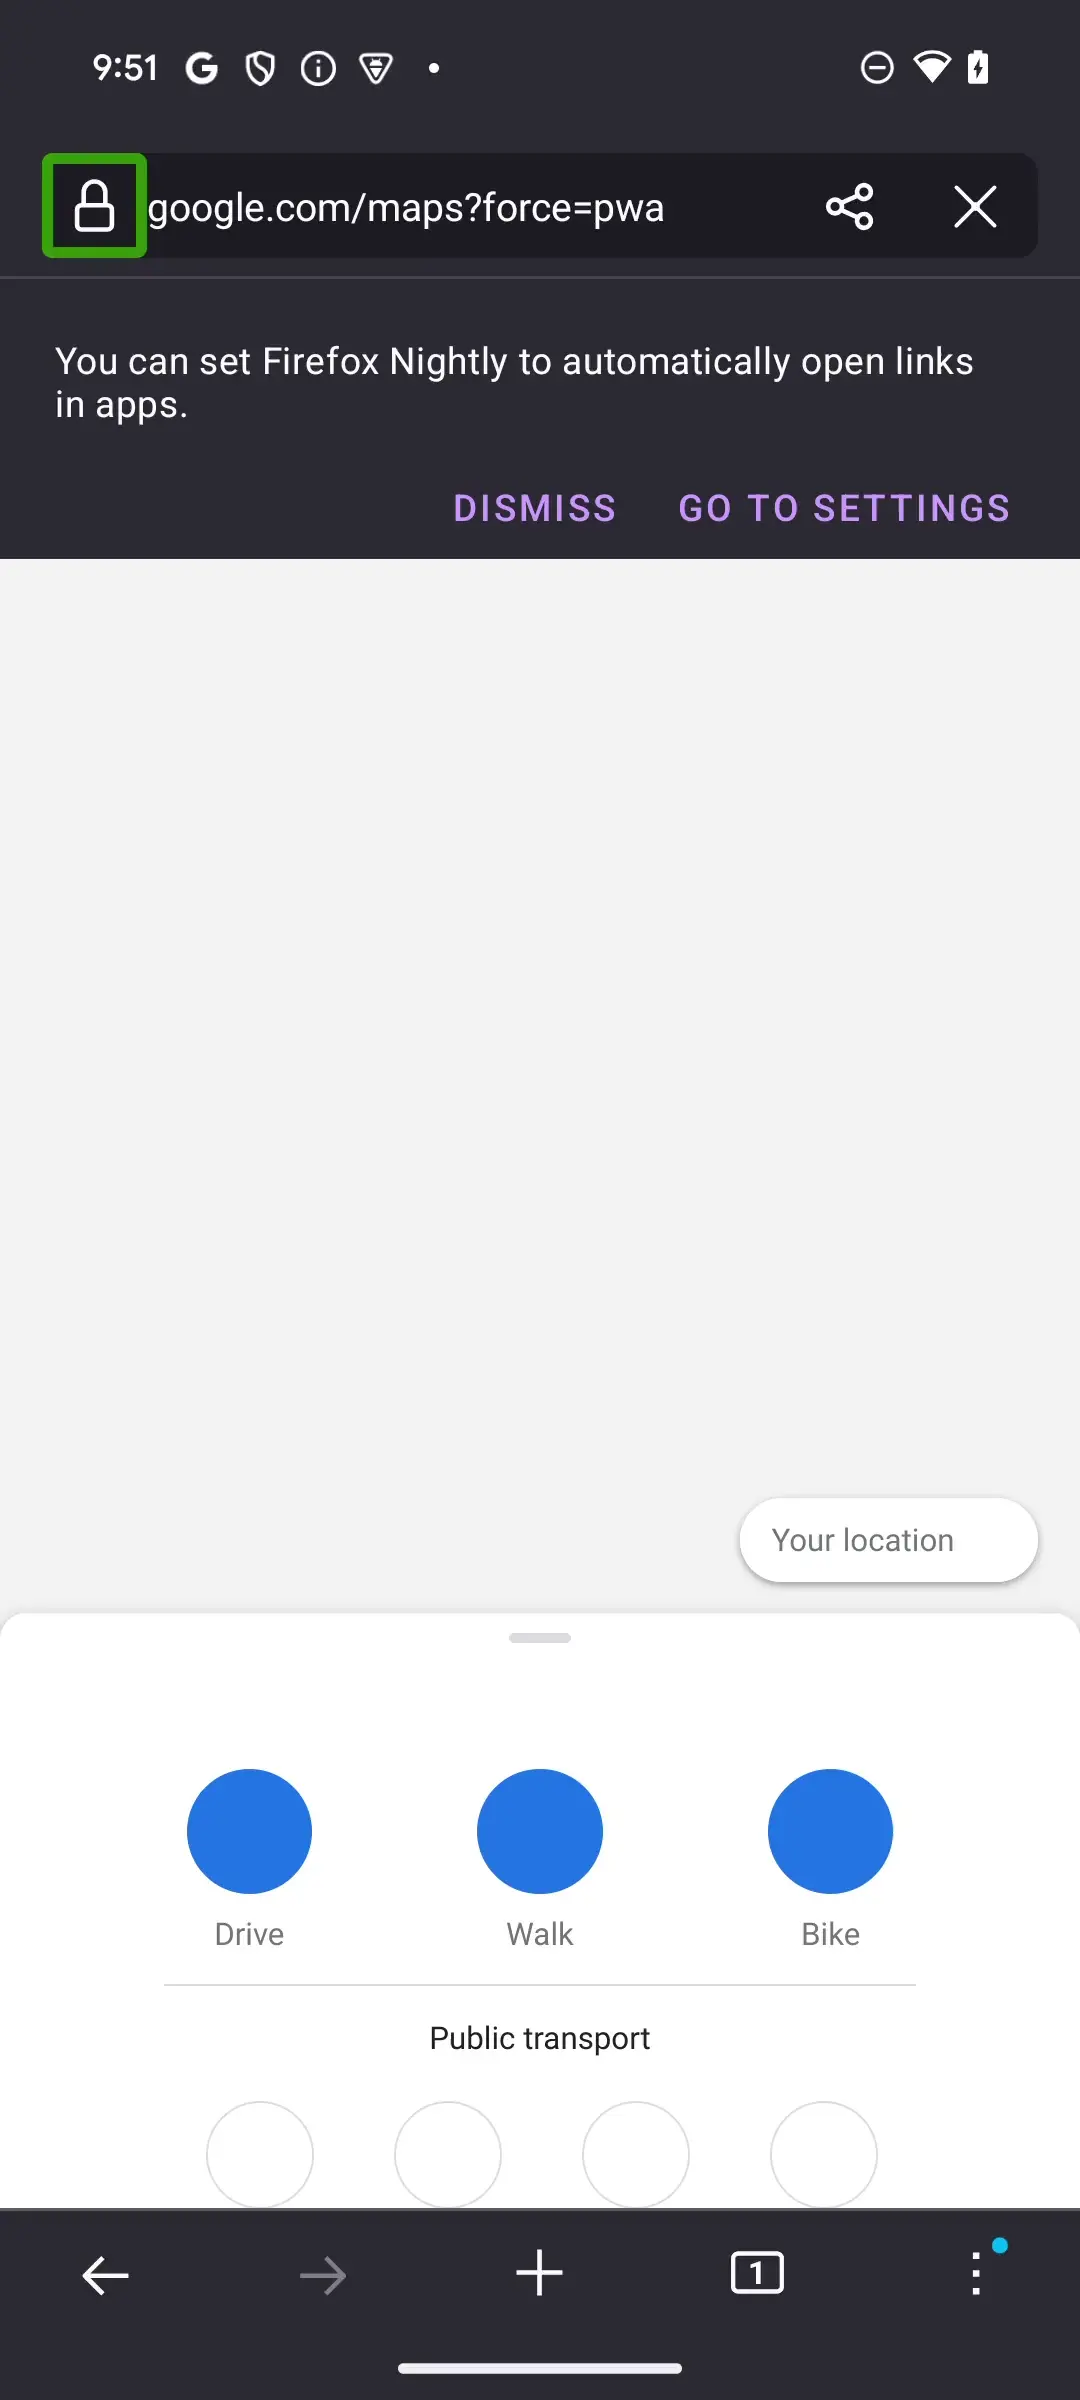 9:51
google.com/maps?force=pwa
You can set Firefox Nightly to automatically open links
in apps.
DISMISS GO TO SETTINGS
Your location
Drive Walk Bike
Public transport
1